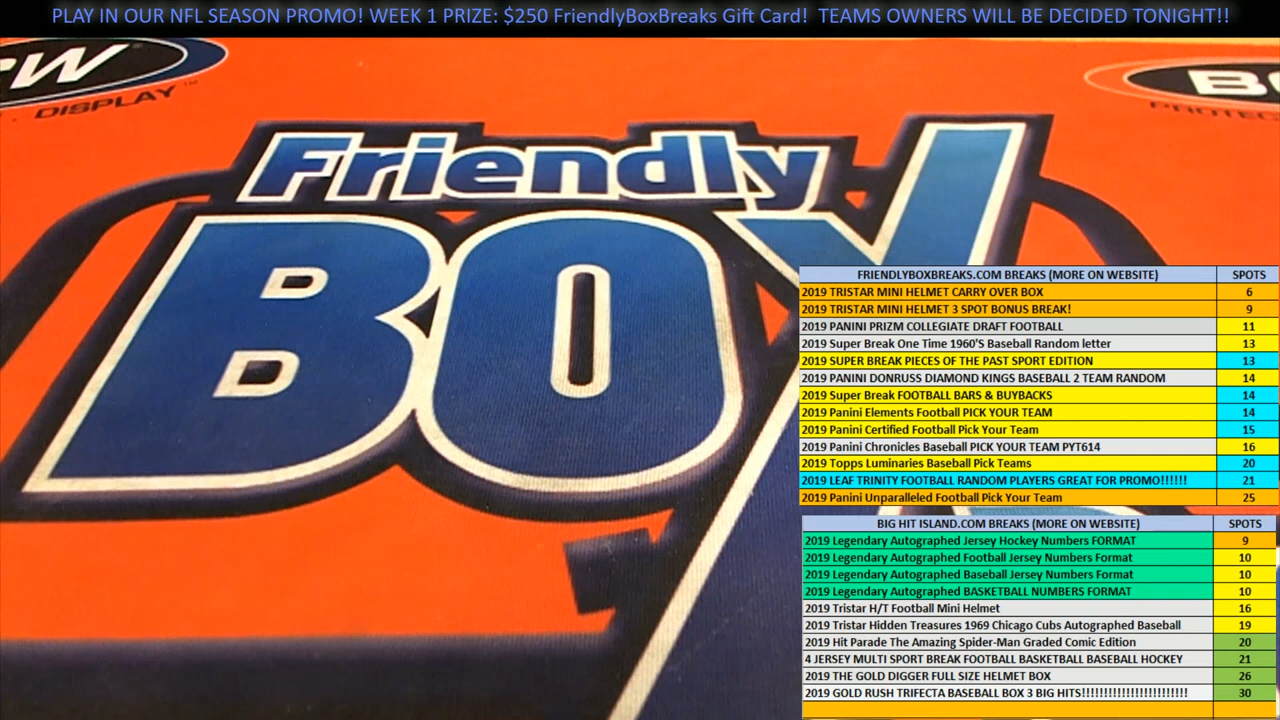 PLAY IN OUR NFL SEASON PROMO! WEEK 1 PRIZE: $250 FriendlyBoxBreaks Gift Card! TEAMS OWNERS WILL BE DECIDED TONIGHT!!
DISPLAY™
Friendly
BO
FRIENDLYBOXBREAKS.COM BREAKS (MORE ON WEBSITE) SPOTS
2019 TRISTAR MINI HELMET CARRY OVER BOX 6
2019 TRISTAR MINI HELMET 3 SPOT BONUS BREAK! 9
2019 PANINI PRIZM COLLEGIATE DRAFT FOOTBALL 11
2019 Super Break One Time 1960'S Baseball Random letter 13
2019 SUPER BREAK PIECES OF THE PAST SPORT EDITION 13
2019 PANINI DONRUSS DIAMOND KINGS BASEBALL 2 TEAM RANDOM 14
2019 Super Break FOOTBALL BARS & BUYBACKS 14
2019 Panini Elements Football PICK YOUR TEAM 14
2019 Panini Certified Football Pick Your Team 15
2019 Panini Chronicles Baseball PICK YOUR TEAM PYT614 16
2019 Topps Luminaries Baseball Pick Teams 20
2019 LEAF TRINITY FOOTBALL RANDOM PLAYERS GREAT FOR PROMO!!!!!! 21
2019 Panini Unparalleled Football Pick Your Team 25
BIG HIT ISLAND.COM BREAKS (MORE ON WEBSITE) SPOTS
2019 Legendary Autographed Jersey Hockey Numbers FORMAT 9
2019 Legendary Autographed Football Jersey Numbers Format 10
2019 Legendary Autographed Baseball Jersey Numbers Format 10
2019 Legendary Autographed BASKETBALL NUMBERS FORMAT 10
2019 Tristar H/T Football Mini Helmet 16
2019 Tristar Hidden Treasures 1969 Chicago Cubs Autographed Baseball 19
2019 Hit Parade The Amazing Spider-Man Graded Comic Edition 20
4 JERSEY MULTI SPORT BREAK FOOTBALL BASKETBALL BASEBALL HOCKEY 21
2019 THE GOLD DIGGER FULL SIZE HELMET BOX 26
2019 GOLD RUSH TRIFECTA BASEBALL BOX 3 BIG HITS!!!!!!!!!!!!!!!!!!!!!!!! 30